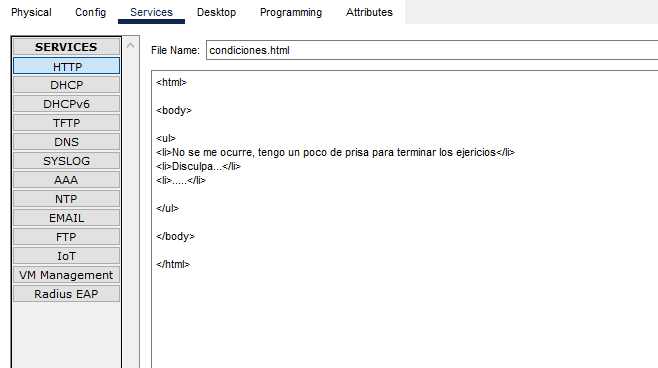 Physical Config Services Desktop Programming Attributes
SERVICES
HTTP
DHCP
DHCPv6
TFTP
DNS
SYSLOG
AAA
NTP
EMAIL
FTP
IoT
VM Management
Radius EAP
File Name: condiciones.html
<html>
<body>
<ul>
<li>No se me ocurre, tengo un poco de prisa para terminar los ejericios</li>
<li>Disculpa...</li>
<li>.....</li>
</ul>
</body>
</html>